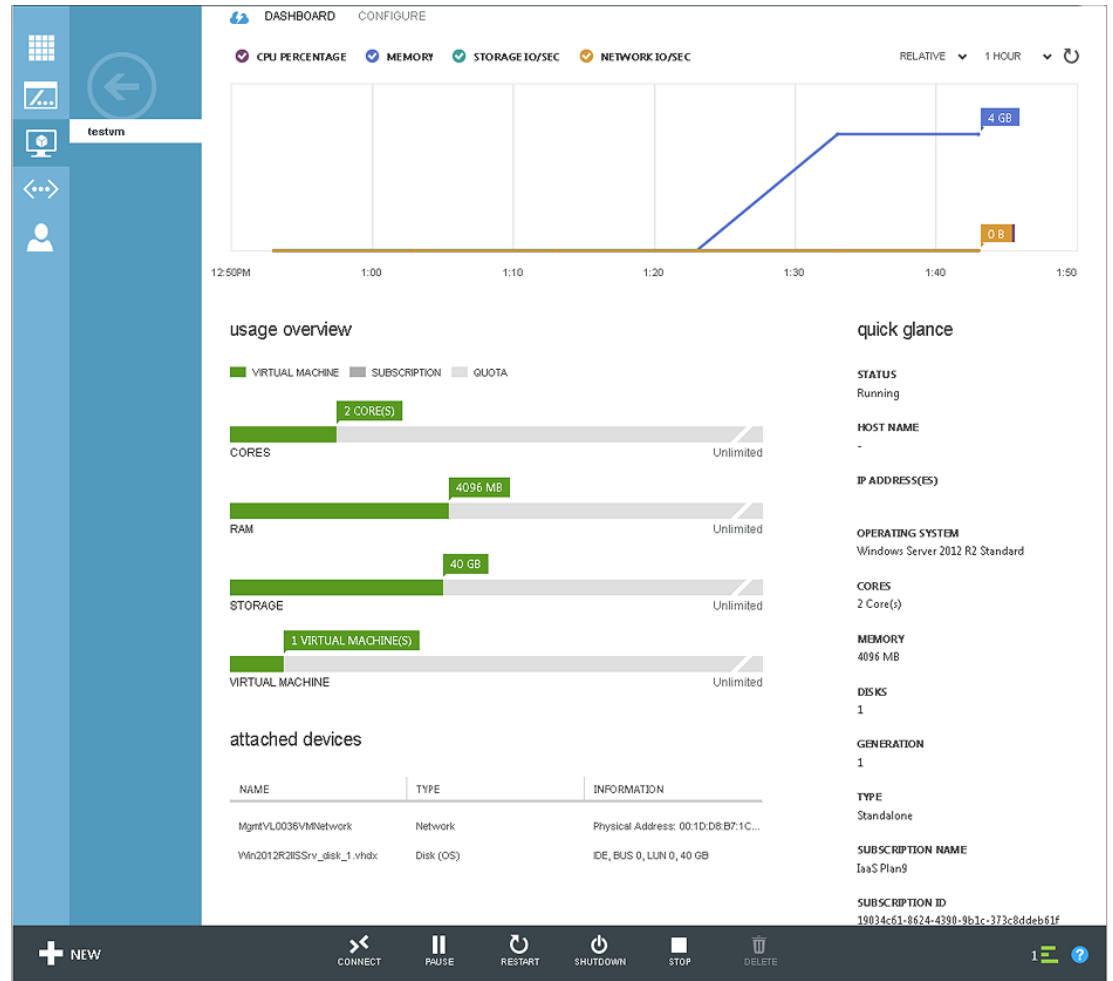 DASHBOARD CONFIGURE
CPU PERCENTAGE MEMORY STORAGE IO/SEC NETWORK IO/SEC RELATIVE 1 HOUR
testvm
4 GB
0 B
12:50PM 1:00 1:10 1:20 1:30 1:40 1:50
usage overview
VIRTUAL MACHINE SUBSCRIPTION QUOTA
2 CORE(S)
CORES Unlimited
4096 MB
RAM Unlimited
40 GB
STORAGE Unlimited
1 VIRTUAL MACHINE(S)
VIRTUAL MACHINE Unlimited
attached devices
NAME TYPE INFORMATION
MgmtVL0036VMNetwork Network Physical Address: 00:1D:D8:B7:1C...
Win2012R2IISSrv_disk_1.vhdx Disk (OS) IDE, BUS 0, LUN 0, 40 GB
quick glance
STATUS
Running
HOST NAME
-
IP ADDRESS(ES)
OPERATING SYSTEM
Windows Server 2012 R2 Standard
CORES
2 Core(s)
MEMORY
4096 MB
DISKS
1
GENERATION
1
TYPE
Standalone
SUBSCRIPTION NAME
IaaS Plan9
SUBSCRIPTION ID
19034c61-8624-4390-9b1c-373c8ddeb61f
NEW CONNECT PAUSE RESTART SHUTDOWN STOP DELETE 1 ?